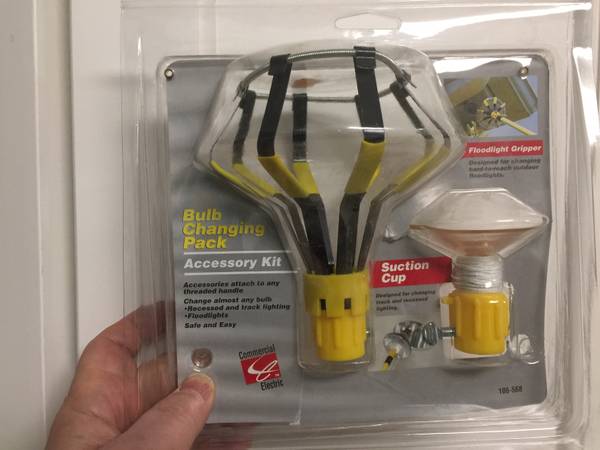 Floodlight Gripper
Designed for changing
hard-to-reach outdoor
floodlights.
Bulb
Changing
Pack
Accessory Kit
Accessories attach to any
threaded handle
Change almost any bulb
•Recessed and track lighting
•Floodlights
Safe and Easy
Suction
Cup
Designed for changing
track and recessed
lighting.
Commercial
Electric